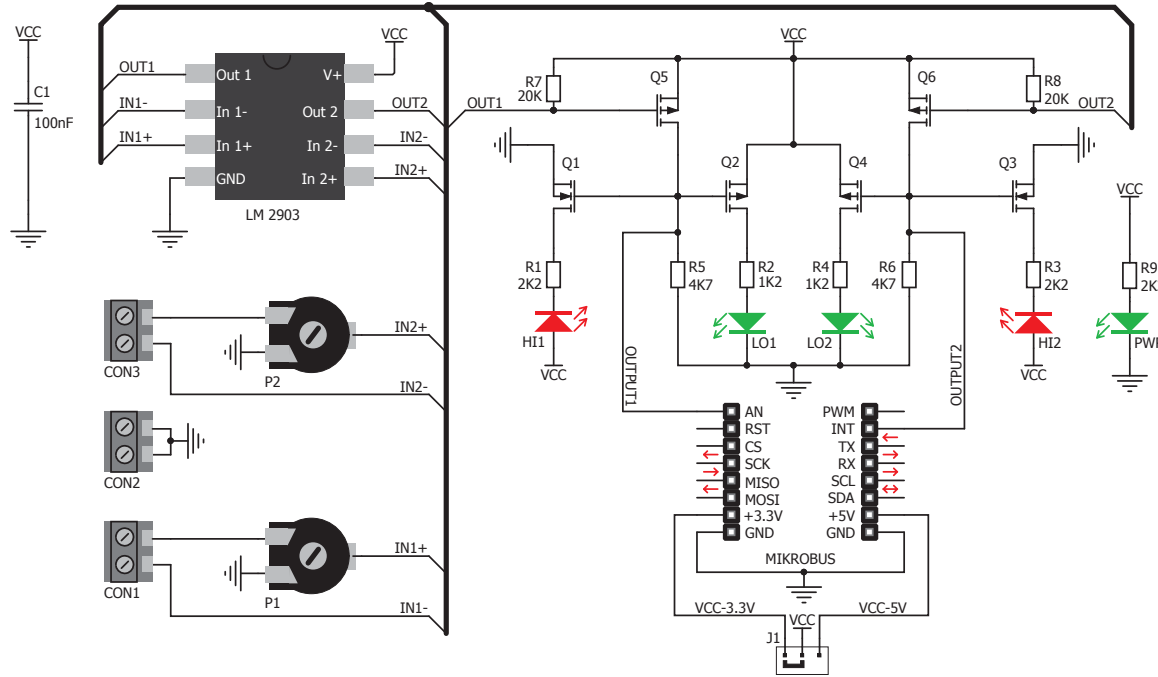 VCC
C1
100nF
OUT1
IN1-
IN1+
Out 1
In 1-
In 1+
GND
V+
Out 2
In 2-
In 2+
LM 2903
VCC
OUT2
IN2-
IN2+
OUT1
R7
20K
Q5
VCC
Q6
R8
20K
OUT2
Q1
Q2
Q4
Q3
VCC
R1
2K2
R5
4K7
R2
1K2
R4
1K2
R6
4K7
R3
2K2
R9
2K
HI1
VCC
LO1
LO2
HI2
VCC
OUTPUT1
OUTPUT2
CON3
P2
IN2+
IN2-
CON2
CON1
P1
IN1+
IN1-
AN
RST
CS
SCK
MISO
MOSI
+3.3V
GND
PWM
INT
TX
RX
SCL
SDA
+5V
GND
MIKROBUS
VCC-3.3V
VCC-5V
VCC
J1